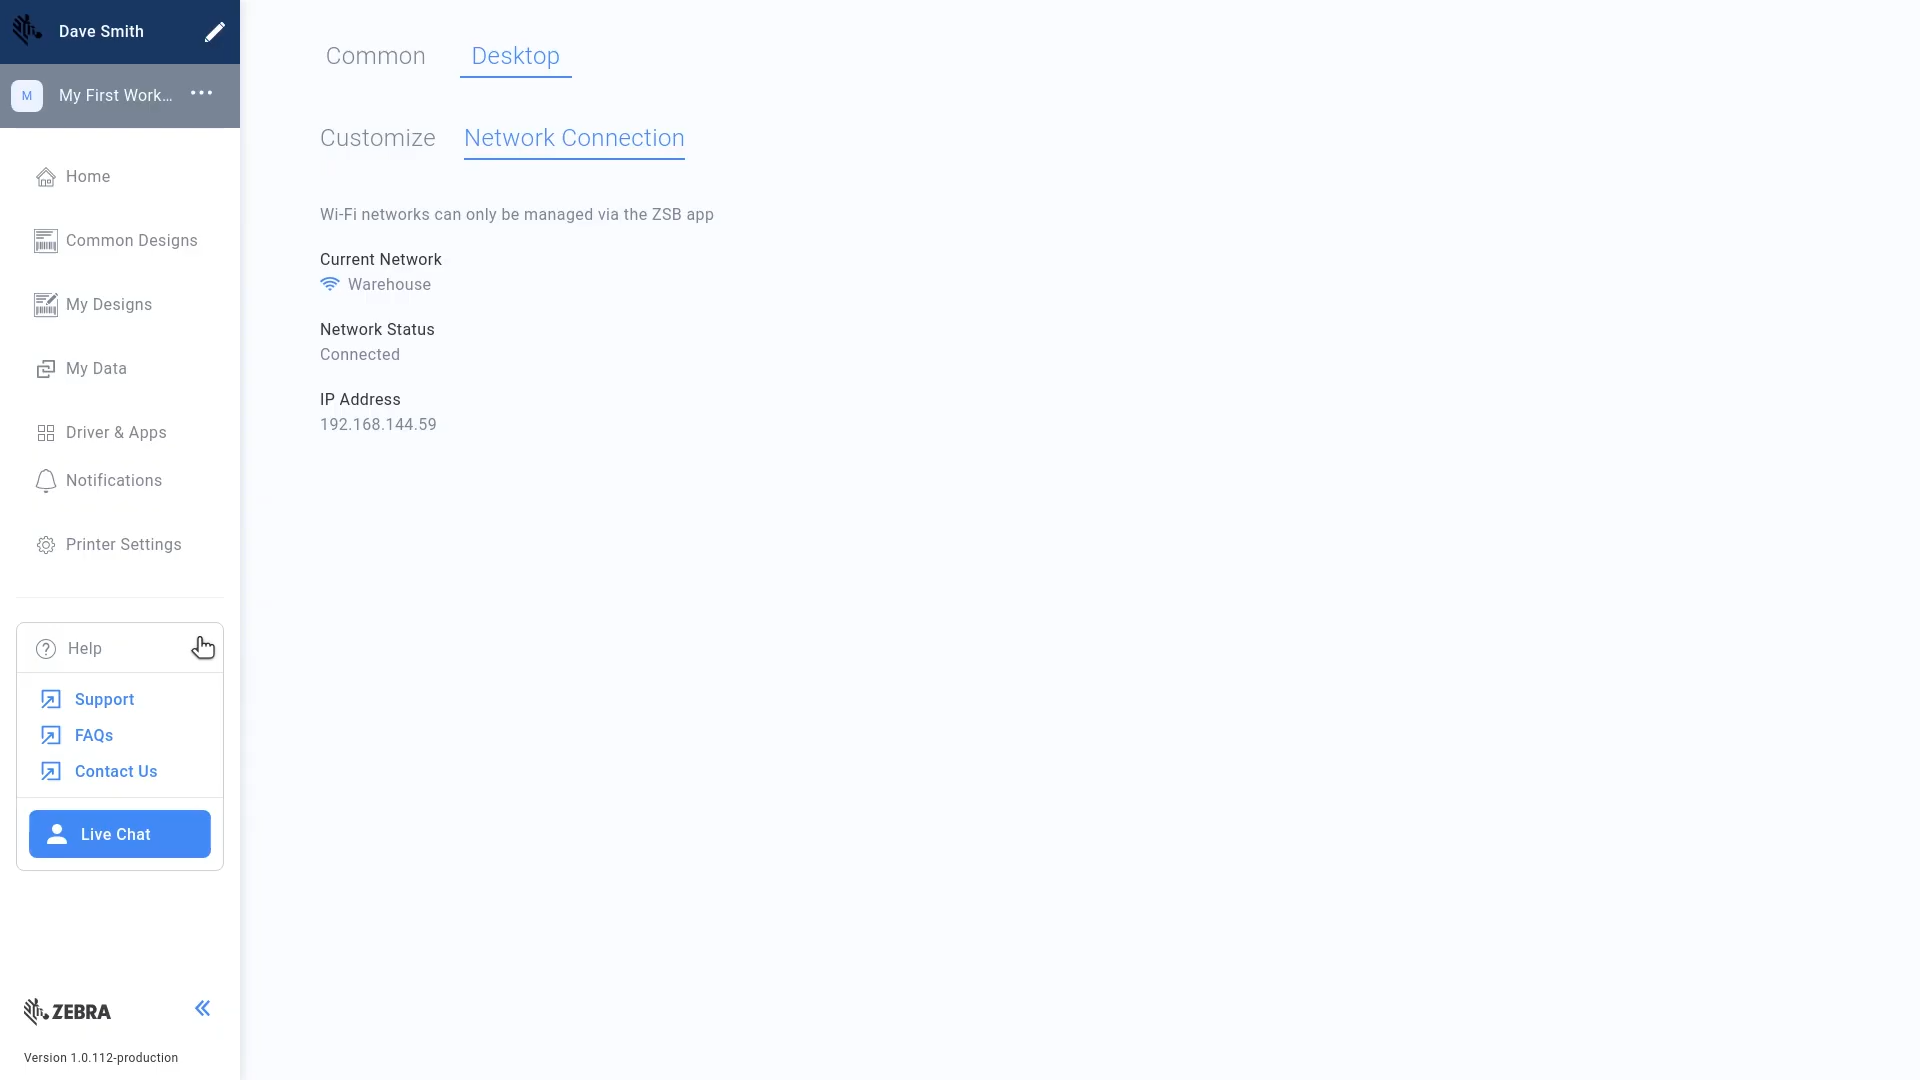 Dave Smith
M
My First Work...
Home
Common Designs
My Designs
My Data
Driver & Apps
Notifications
Printer Settings
Help
Support
FAQs
Contact Us
Live Chat
ZEBRA
Version 1.0.112-production
Common Desktop
Customize Network Connection
Wi-Fi networks can only be managed via the ZSB app
Current Network
Warehouse
Network Status
Connected
IP Address
192.168.144.59